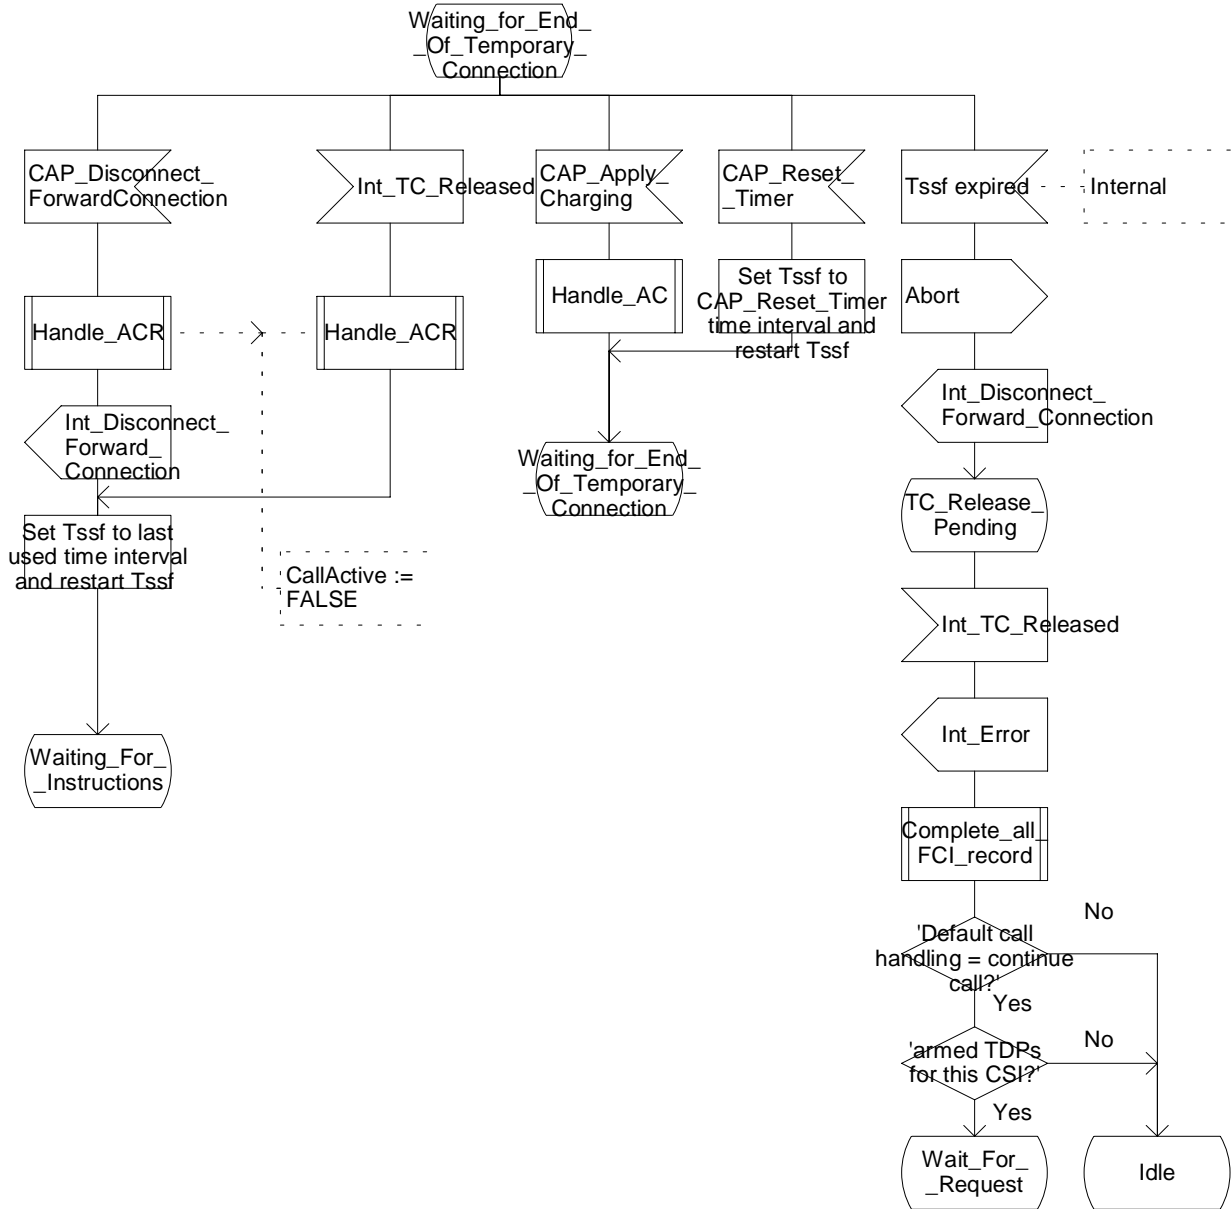 Waiting_for_End_
_Of_Temporary_
Connection
CAP_Disconnect_
ForwardConnection
Int_TC_Released
CAP_Apply_
Charging
CAP_Reset_
_Timer
Tssf expired
Internal
Handle_ACR
Handle_ACR
Handle_AC
Set Tssf to
CAP_Reset_Timer
time interval and
restart Tssf
Abort
Int_Disconnect_
Forward_
Connection
Int_Disconnect_
Forward_Connection
Waiting_for_End_
_Of_Temporary_
Connection
TC_Release_
Pending
Set Tssf to last
used time interval
and restart Tssf
CallActive :=
FALSE
Int_TC_Released
Waiting_For_
_Instructions
Int_Error
Complete_all_
FCI_record
'Default call
handling = continue
call?'
No
Yes
'armed TDPs
for this CSI?'
No
Yes
Wait_For_
_Request
Idle